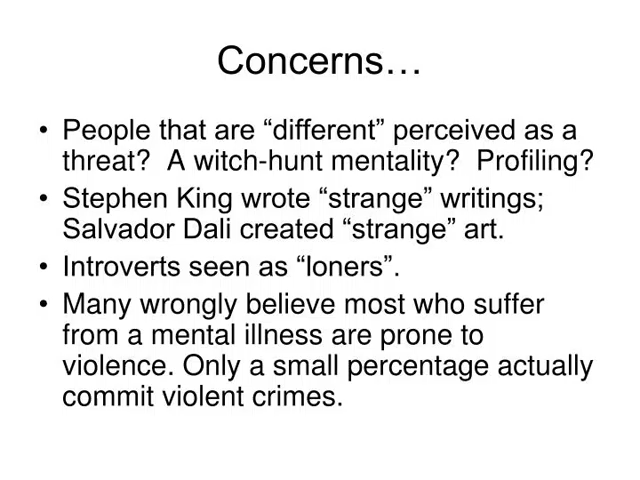 Concerns…
• People that are “different” perceived as a
threat?  A witch-hunt mentality?  Profiling?
• Stephen King wrote “strange” writings;
Salvador Dali created “strange” art.
• Introverts seen as “loners”.
• Many wrongly believe most who suffer
from a mental illness are prone to
violence. Only a small percentage actually
commit violent crimes.